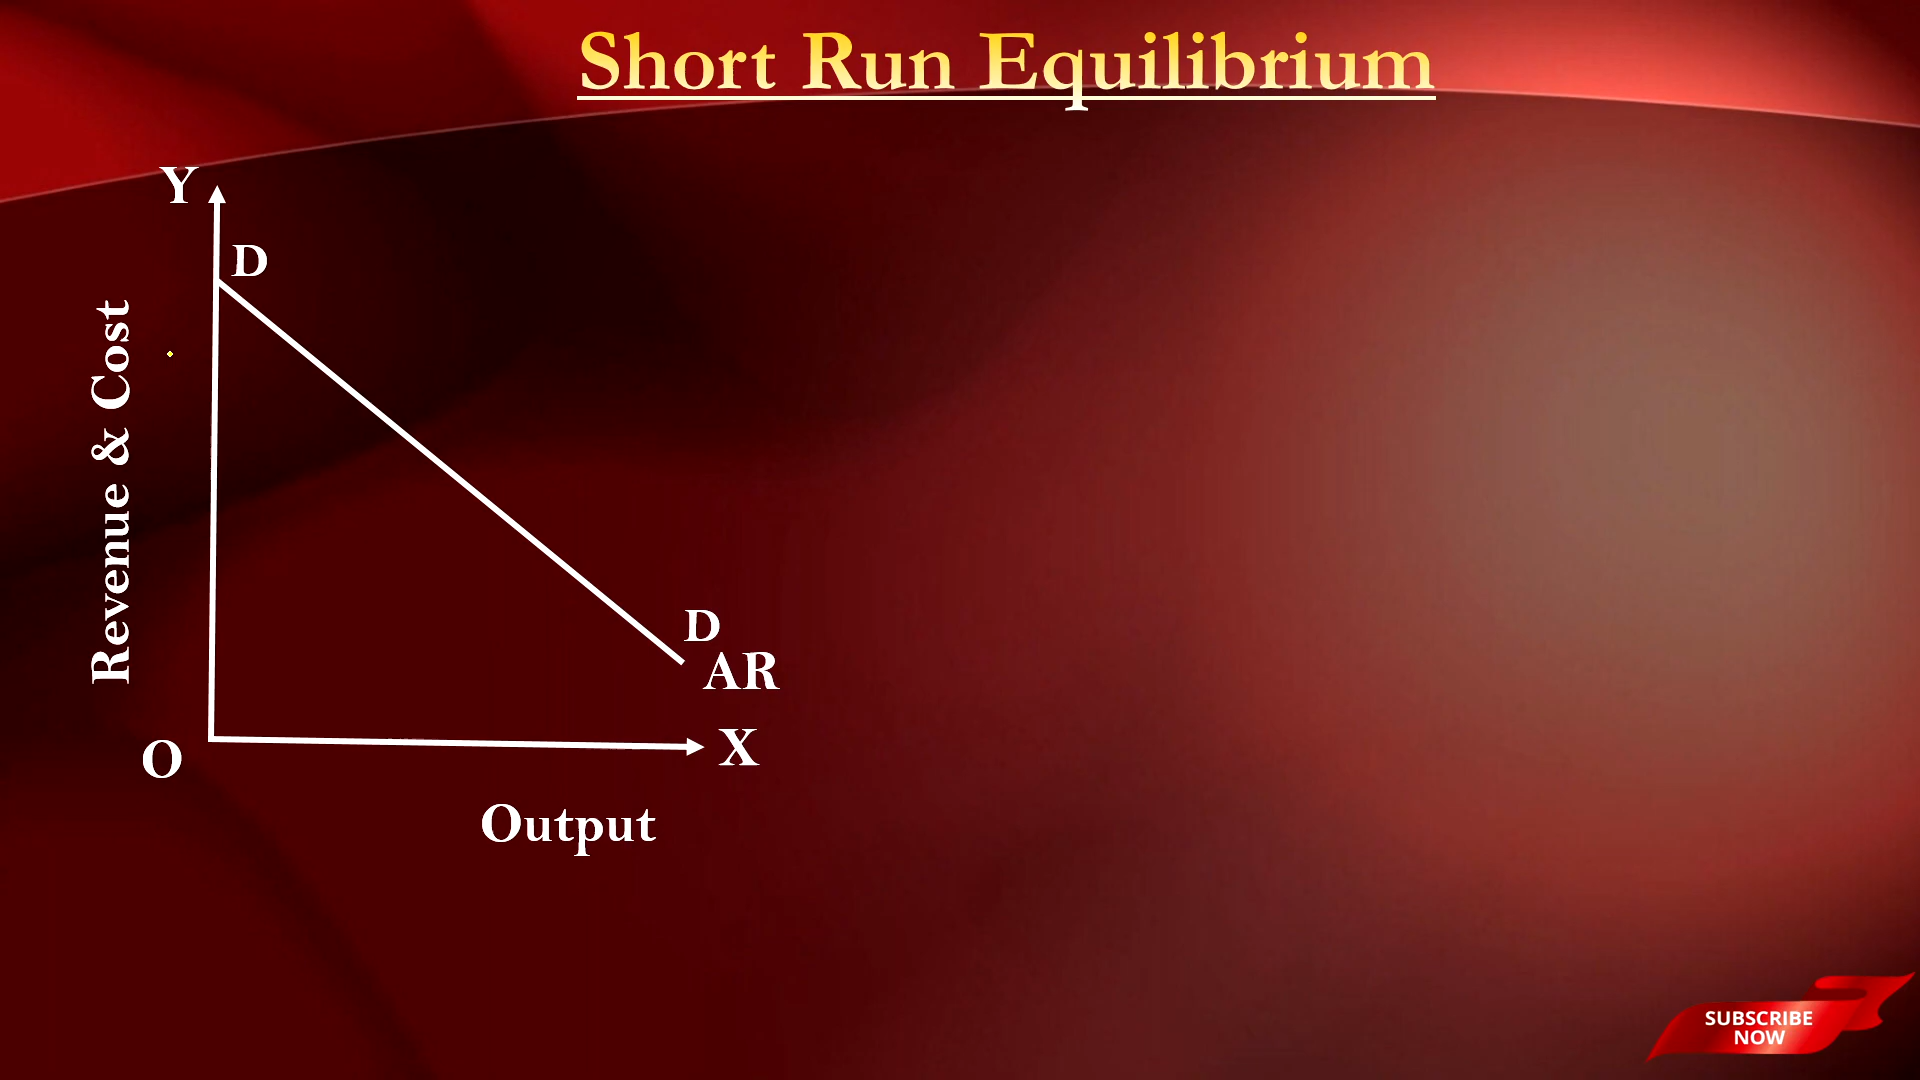 Short Run Equilibrium
Y
D
Revenue & Cost
D
AR
O
X
Output
SUBSCRIBE
NOW